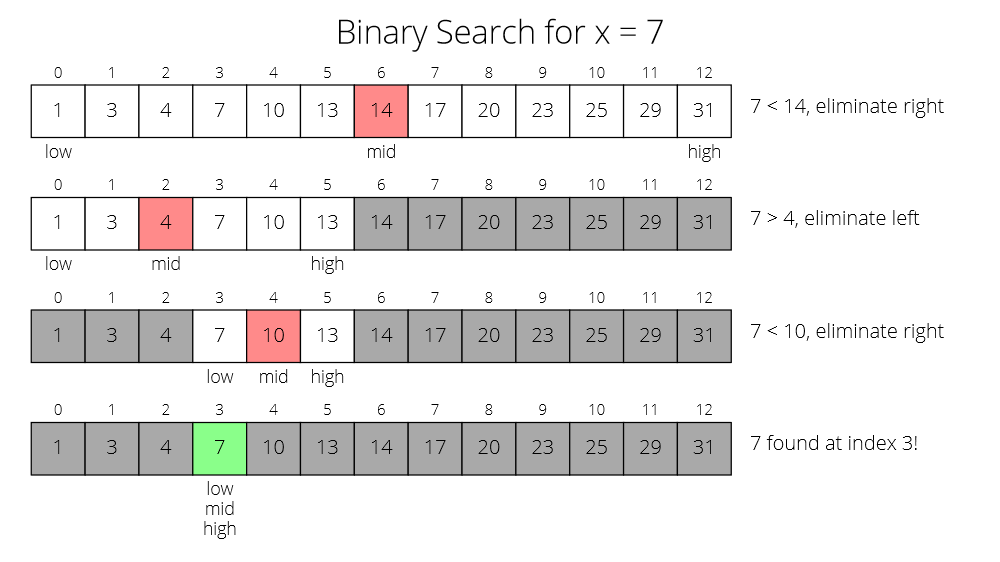 Binary Search for x = 7
0 1 2 3 4 5 6 7 8 9 10 11 12
1 3 4 7 10 13 14 17 20 23 25 29 31 7 < 14, eliminate right
low mid high
0 1 2 3 4 5 6 7 8 9 10 11 12
1 3 4 7 10 13 14 17 20 23 25 29 31 7 > 4, eliminate left
low mid high
0 1 2 3 4 5 6 7 8 9 10 11 12
1 3 4 7 10 13 14 17 20 23 25 29 31 7 < 10, eliminate right
low mid high
0 1 2 3 4 5 6 7 8 9 10 11 12
1 3 4 7 10 13 14 17 20 23 25 29 31 7 found at index 3!
low
mid
high